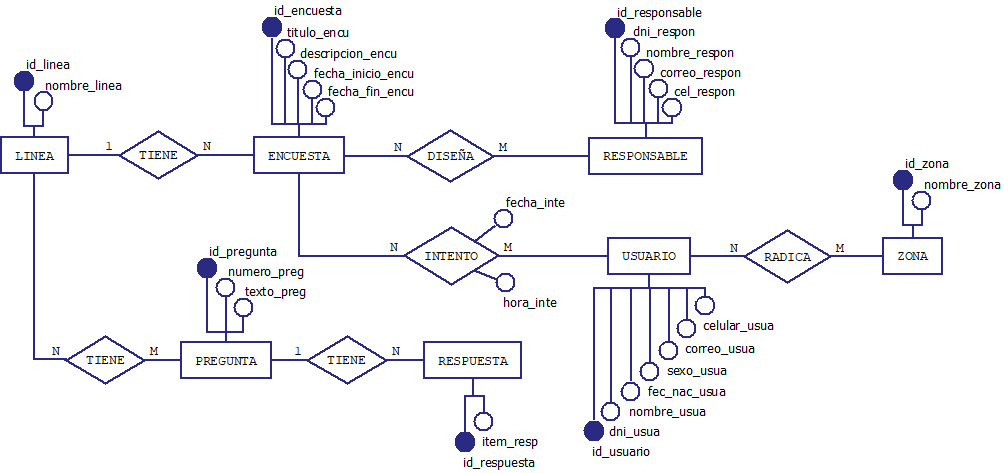 id_encuesta
titulo_encu
descripcion_encu
fecha_inicio_encu
fecha_fin_encu
id_responsable
dni_respon
nombre_respon
correo_respon
cel_respon
id_linea
nombre_linea
LINEA
1
TIENE
N
ENCUESTA
N
DISEÑA
M
RESPONSABLE
id_zona
nombre_zona
fecha_inte
N
INTENTO
M
hora_inte
USUARIO
N
RADICA
M
ZONA
id_pregunta
numero_preg
texto_preg
celular_usua
correo_usua
sexo_usua
fec_nac_usua
nombre_usua
dni_usua
id_usuario
N
TIENE
M
PREGUNTA
1
TIENE
N
RESPUESTA
item_resp
id_respuesta